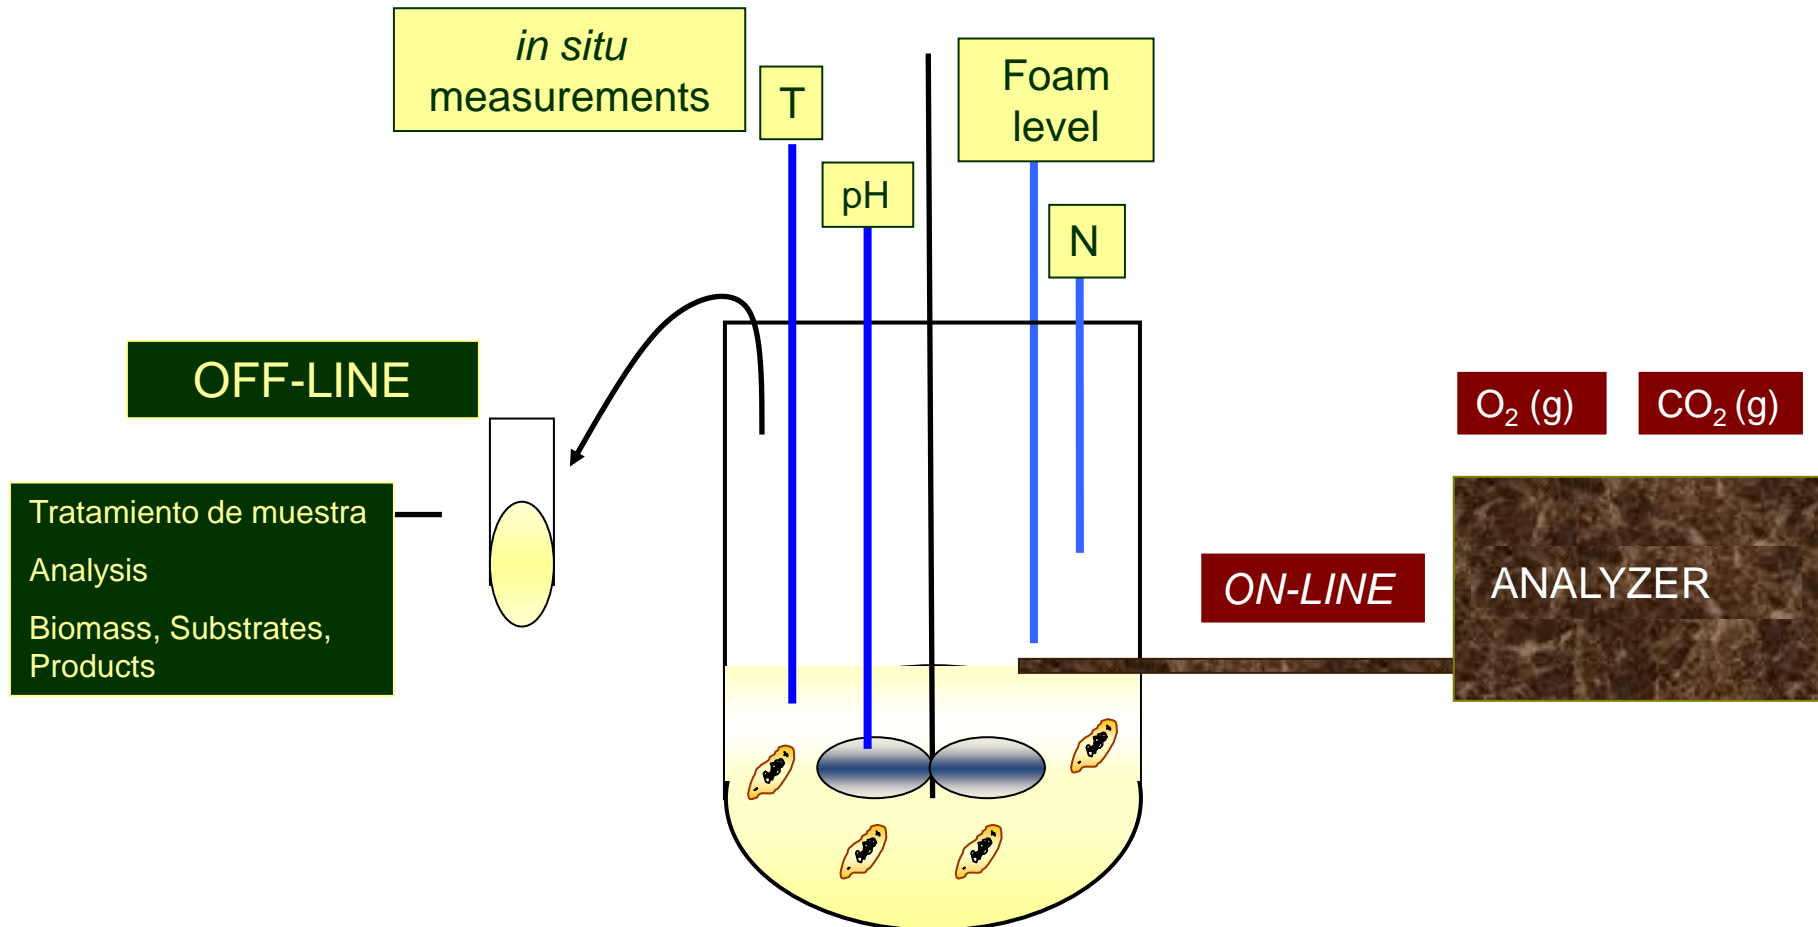 in situ
measurements
T
Foam
level
pH
N
OFF-LINE
O₂ (g)
CO₂ (g)
Tratamiento de muestra
Analysis
Biomass, Substrates,
Products
ON-LINE
ANALYZER